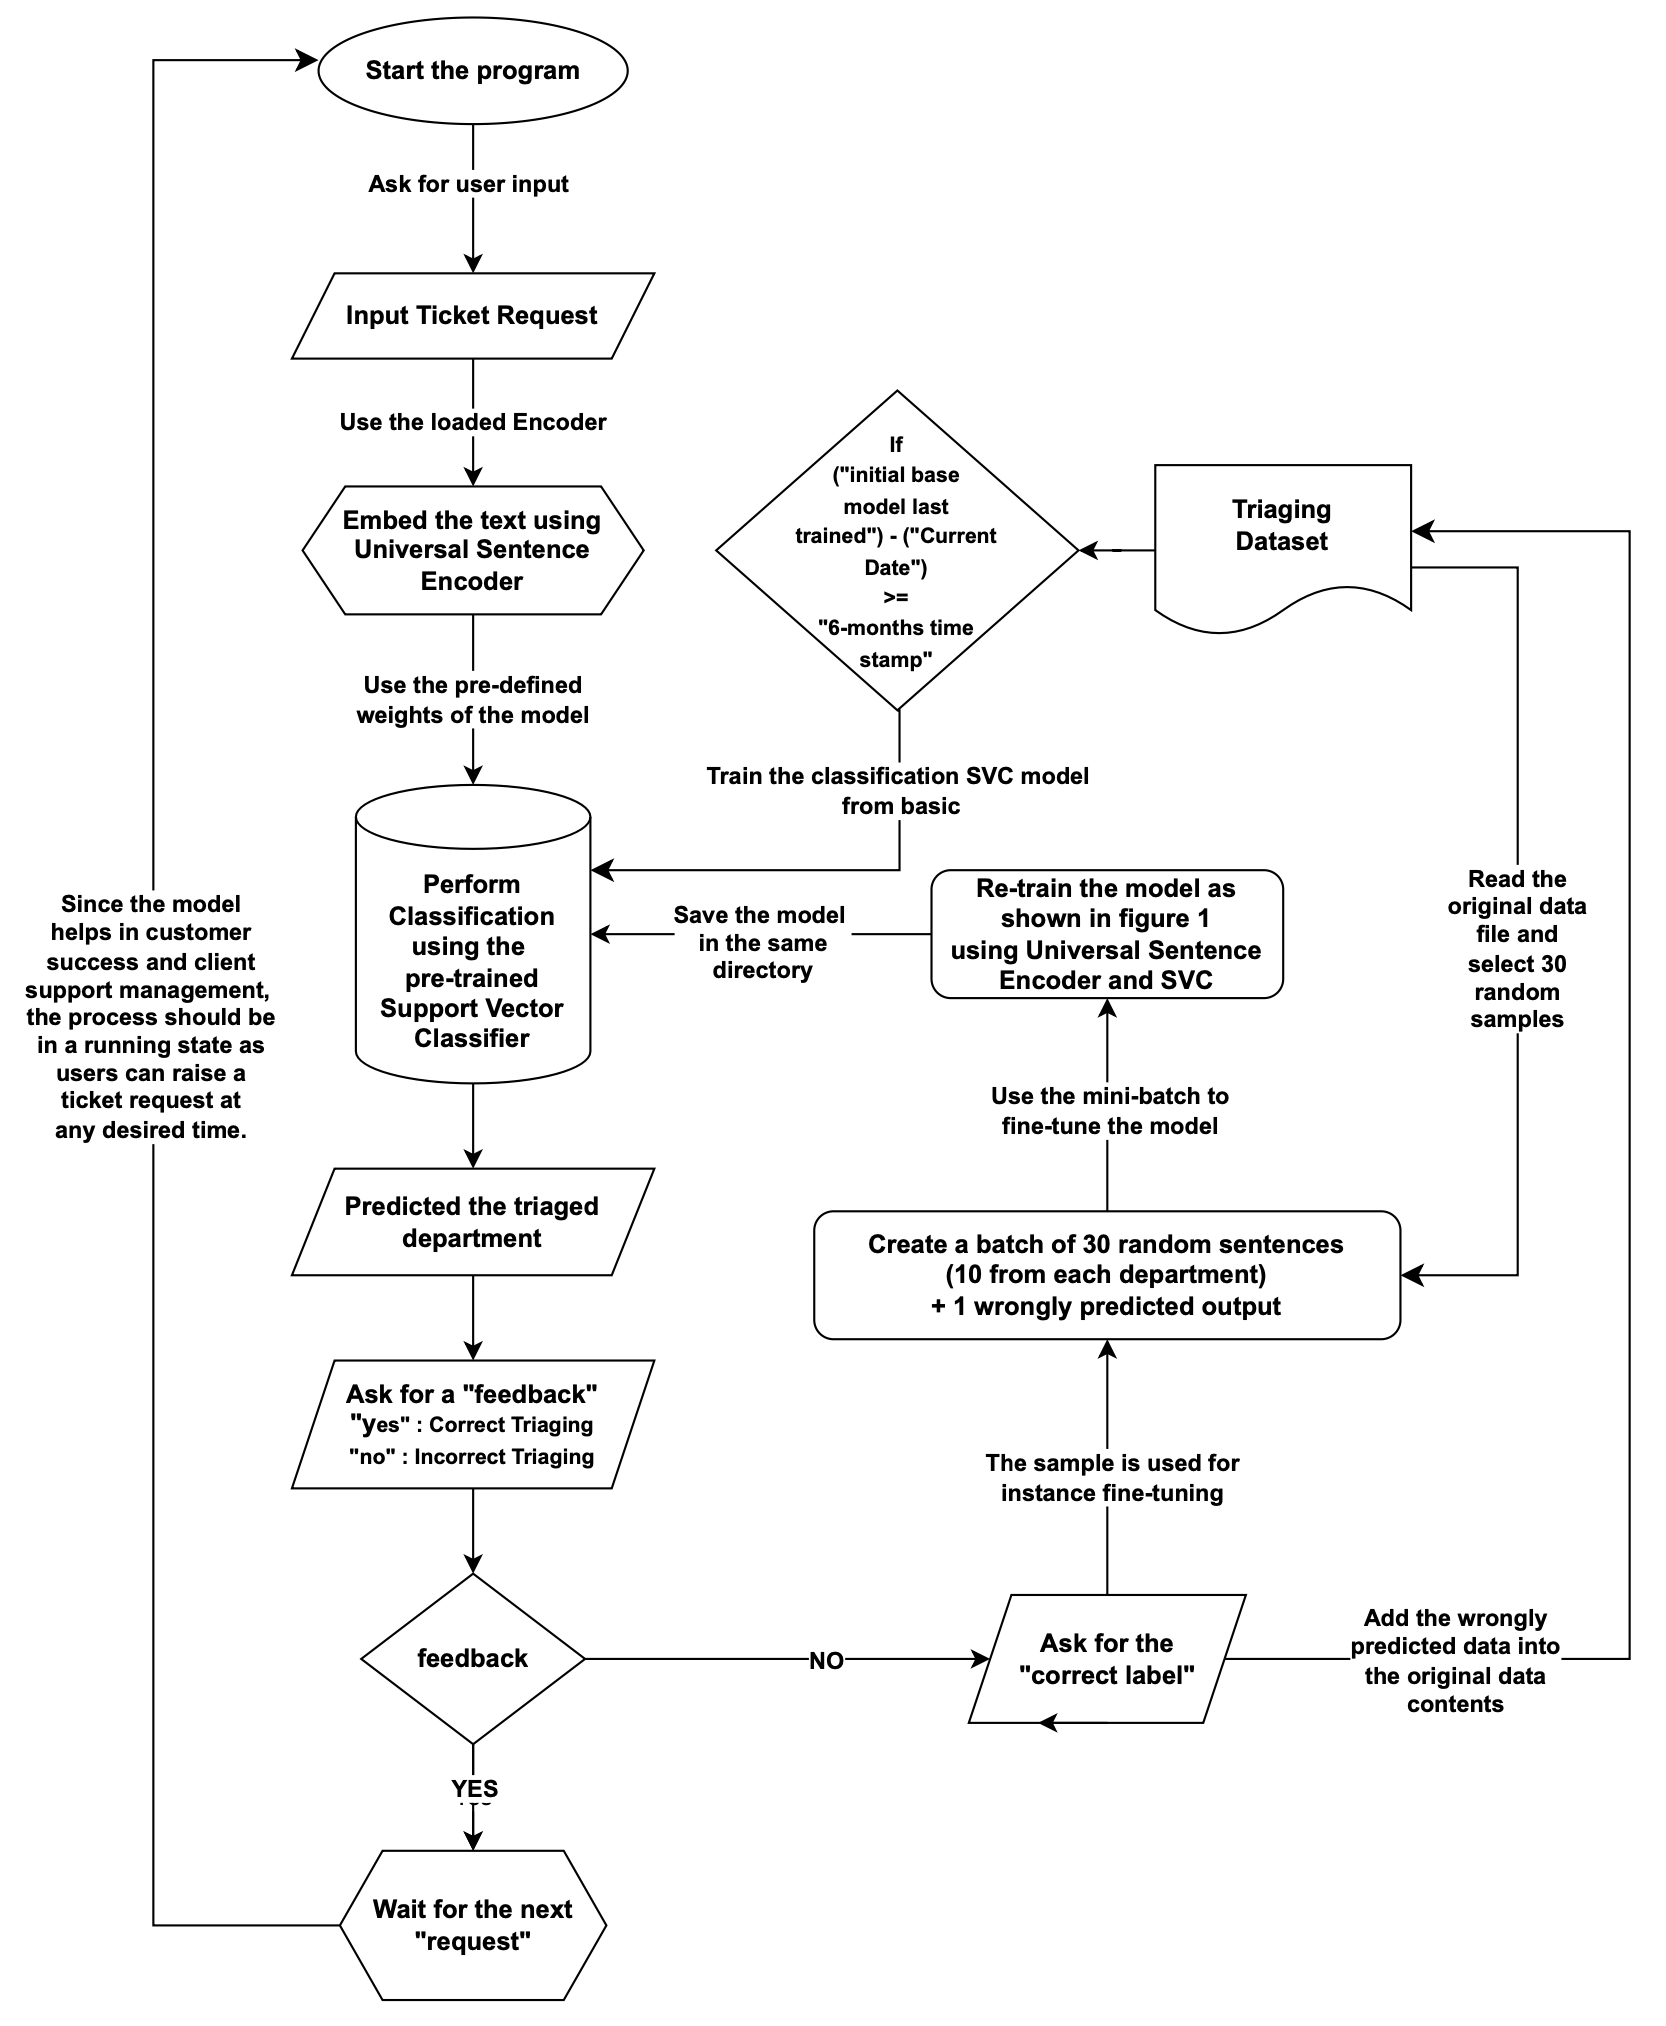 Start the program
Ask for user input
Input Ticket Request
Use the loaded Encoder
Embed the text using
Universal Sentence
Encoder
Use the pre-defined
weights of the model
If
("initial base
model last
trained") - ("Current
Date")
>=
"6-months time
stamp"
Triaging
Dataset
Train the classification SVC model
from basic
Perform
Classification
using the
pre-trained
Support Vector
Classifier
Save the model
in the same
directory
Re-train the model as
shown in figure 1
using Universal Sentence
Encoder and SVC
Read the
original data
file and
select 30
random
samples
Since the model
helps in customer
success and client
support management,
the process should be
in a running state as
users can raise a
ticket request at
any desired time.
Use the mini-batch to
fine-tune the model
Predicted the triaged
department
Create a batch of 30 random sentences
(10 from each department)
+ 1 wrongly predicted output
Ask for a "feedback"
"yes" : Correct Triaging
"no" : Incorrect Triaging
The sample is used for
instance fine-tuning
feedback
NO
Ask for the
"correct label"
Add the wrongly
predicted data into
the original data
contents
YES
Wait for the next
"request"